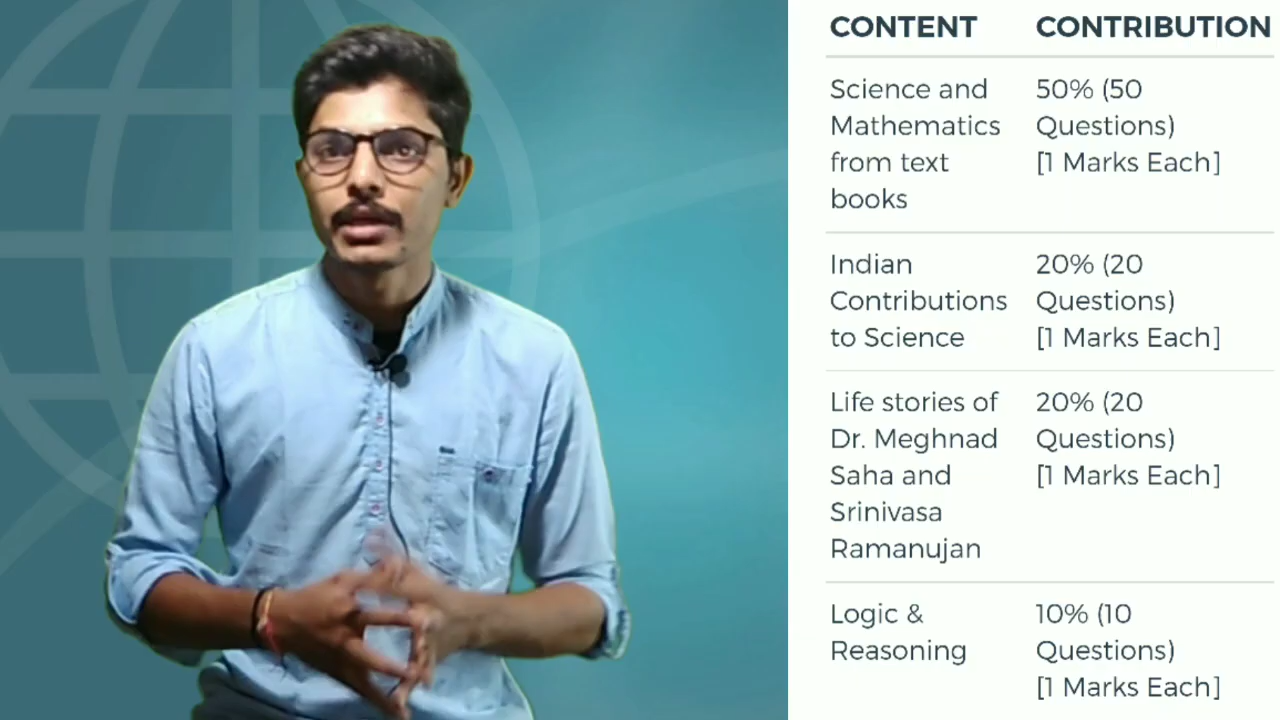 CONTENT CONTRIBUTION
Science and 50% (50
Mathematics Questions)
from text [1 Marks Each]
books
Indian 20% (20
Contributions Questions)
to Science [1 Marks Each]
Life stories of 20% (20
Dr. Meghnad Questions)
Saha and [1 Marks Each]
Srinivasa
Ramanujan
Logic & 10% (10
Reasoning Questions)
[1 Marks Each]